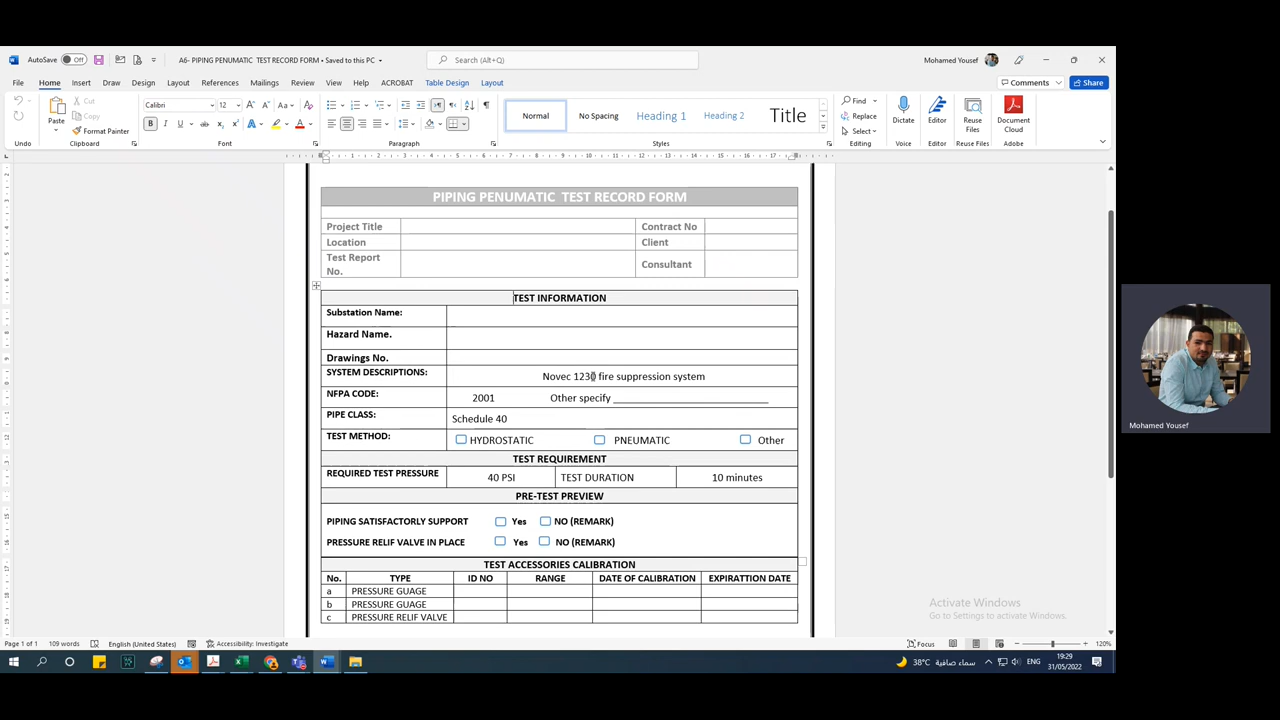 AutoSave Off A6- PIPING PENUMATIC TEST RECORD FORM • Saved to this PC Search (Alt+Q) Mohamed Yousef
File Home Insert Draw Design Layout References Mailings Review View Help ACROBAT Table Design Layout Comments Share
Paste Cut Copy Format Painter Calibri 12 Normal No Spacing Heading 1 Heading 2 Title Find Replace Select Dictate Editor Reuse Files Document Cloud
Undo Clipboard Font Paragraph Styles Editing Voice Editor Reuse Files Adobe
PIPING PENUMATIC TEST RECORD FORM
Project Title Contract No
Location Client
Test Report No. Consultant
TEST INFORMATION
Substation Name:
Hazard Name.
Drawings No.
SYSTEM DESCRIPTIONS: Novec 1230 fire suppression system
NFPA CODE: 2001 Other specify ____________________________
PIPE CLASS: Schedule 40
TEST METHOD: HYDROSTATIC PNEUMATIC Other
TEST REQUIREMENT
REQUIRED TEST PRESSURE 40 PSI TEST DURATION 10 minutes
PRE-TEST PREVIEW
PIPING SATISFACTORLY SUPPORT Yes NO (REMARK)
PRESSURE RELIF VALVE IN PLACE Yes NO (REMARK)
TEST ACCESSORIES CALIBRATION
No. TYPE ID NO RANGE DATE OF CALIBRATION EXPIRATTION DATE
a PRESSURE GUAGE
b PRESSURE GUAGE
c PRESSURE RELIF VALVE
Mohamed Yousef
Activate Windows
Go to Settings to activate Windows.
Page 1 of 1 109 words English (United States) Accessibility: Investigate Focus 120%
38°C سماء صافية ENG 19:29
31/05/2022